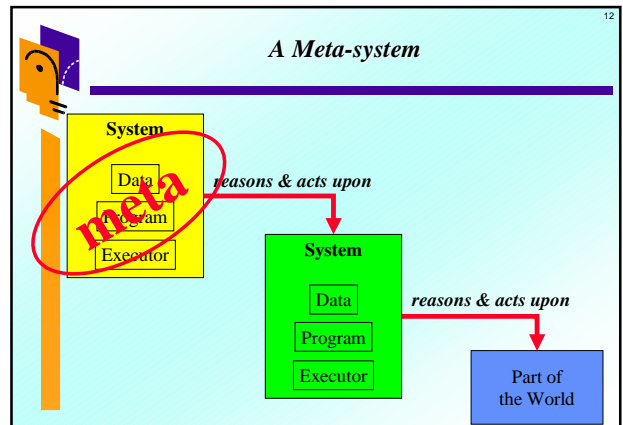 12
A Meta-system
System
Data
Program
Executor
meta
reasons & acts upon
System
Data
Program
Executor
reasons & acts upon
Part of
the World